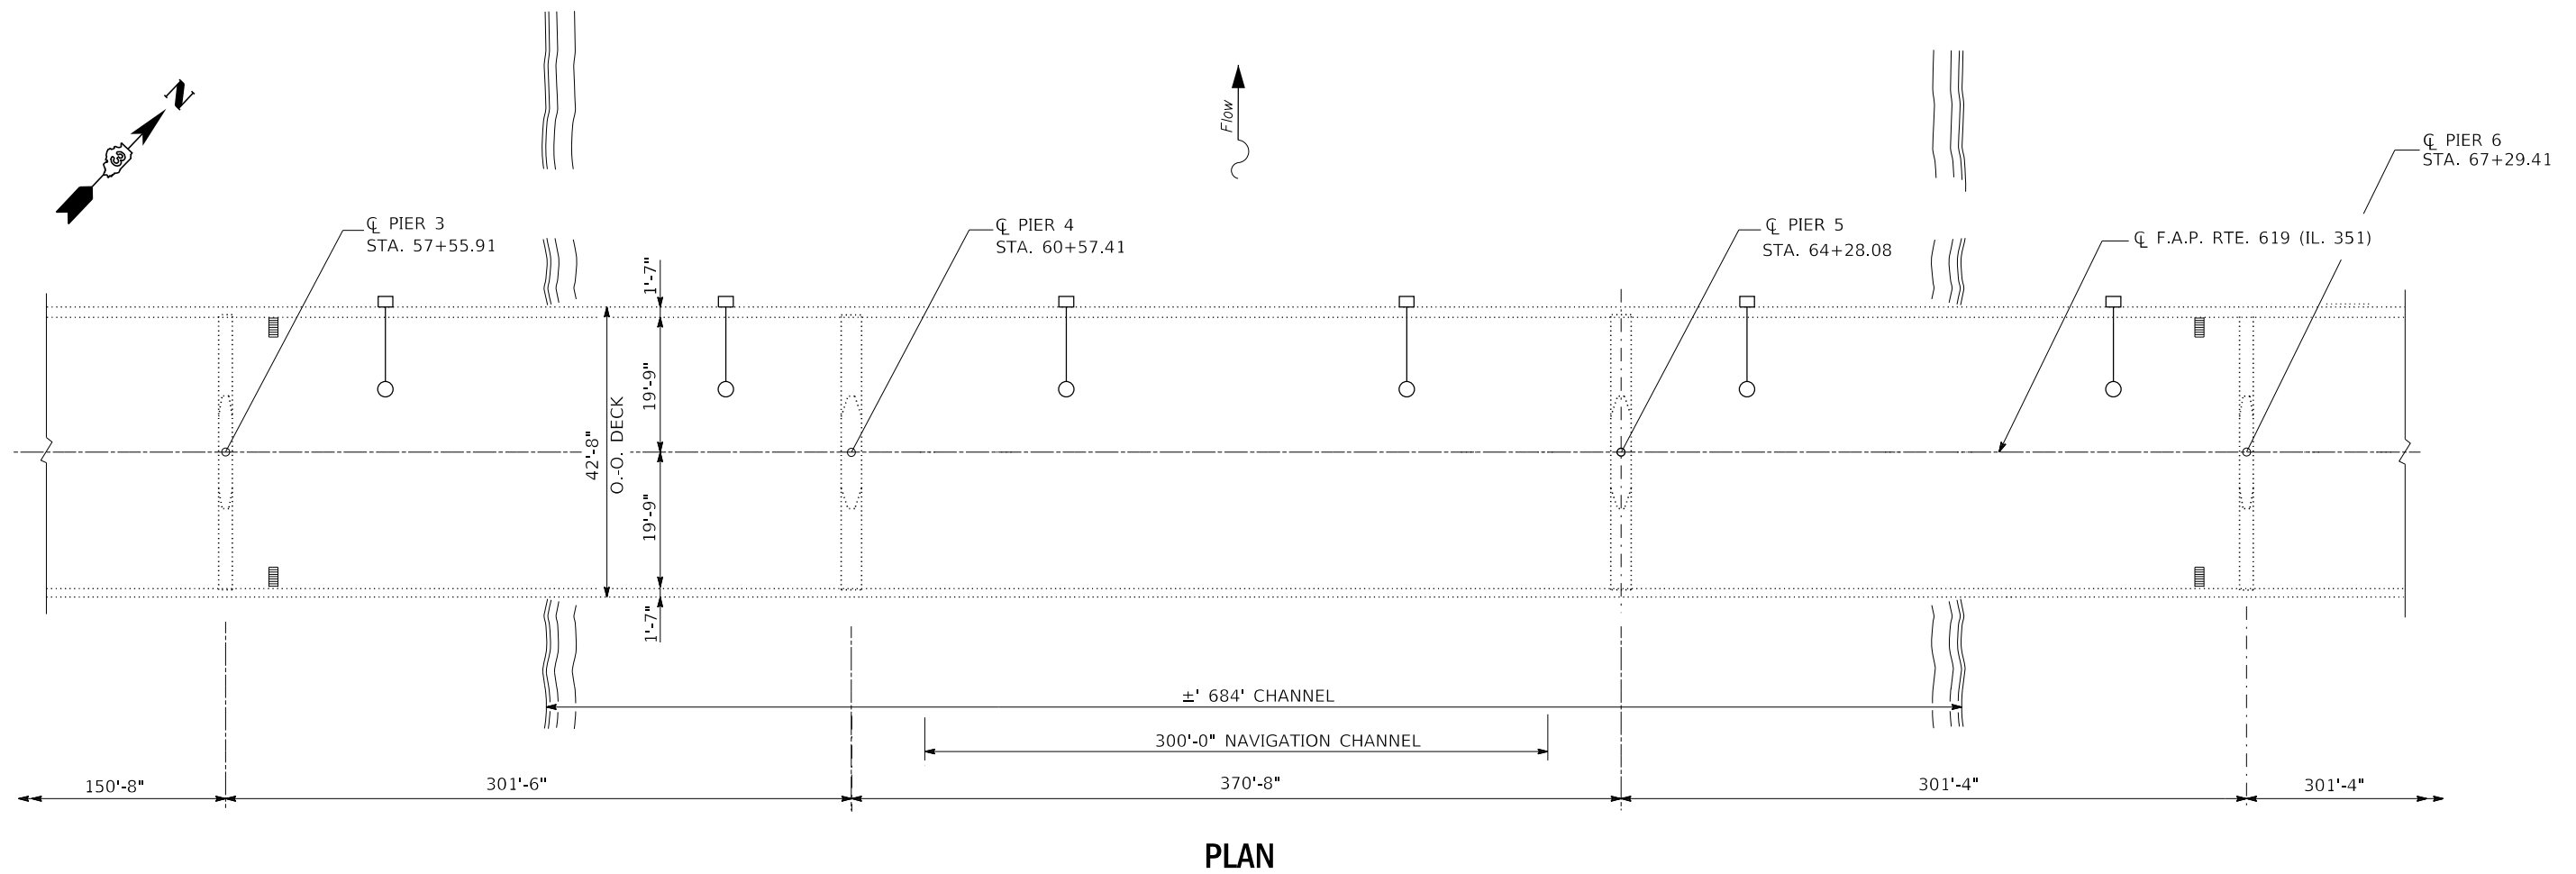 N
3
Flow
℄ PIER 6
STA. 67+29.41
℄ PIER 3
STA. 57+55.91
℄ PIER 4
STA. 60+57.41
℄ PIER 5
STA. 64+28.08
℄ F.A.P. RTE. 619 (IL. 351)
1'-7"
19'-9"
42'-8"
O.-O. DECK
19'-9"
1'-7"
±' 684' CHANNEL
300'-0" NAVIGATION CHANNEL
150'-8"
301'-6"
370'-8"
301'-4"
301'-4"
PLAN